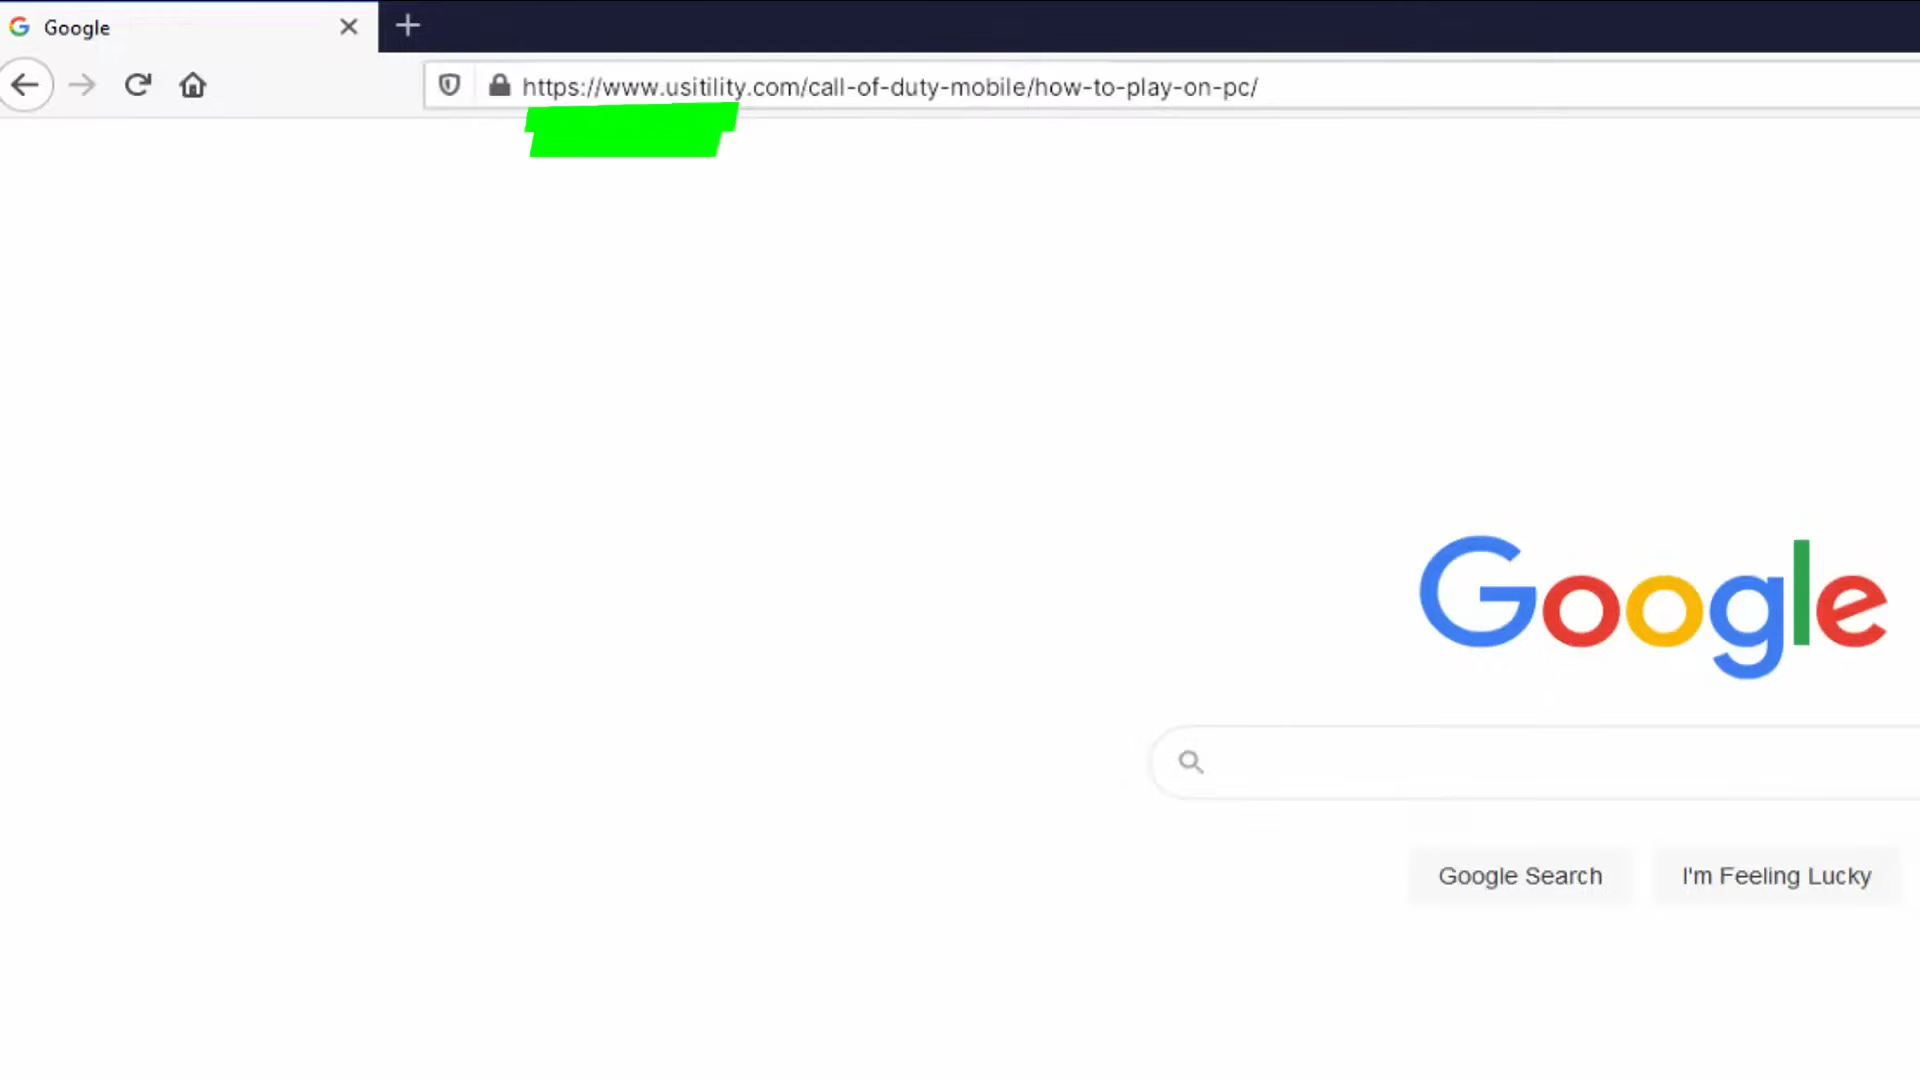 Google
https://www.usitility.com/call-of-duty-mobile/how-to-play-on-pc/
Google
Google Search
I'm Feeling Lucky